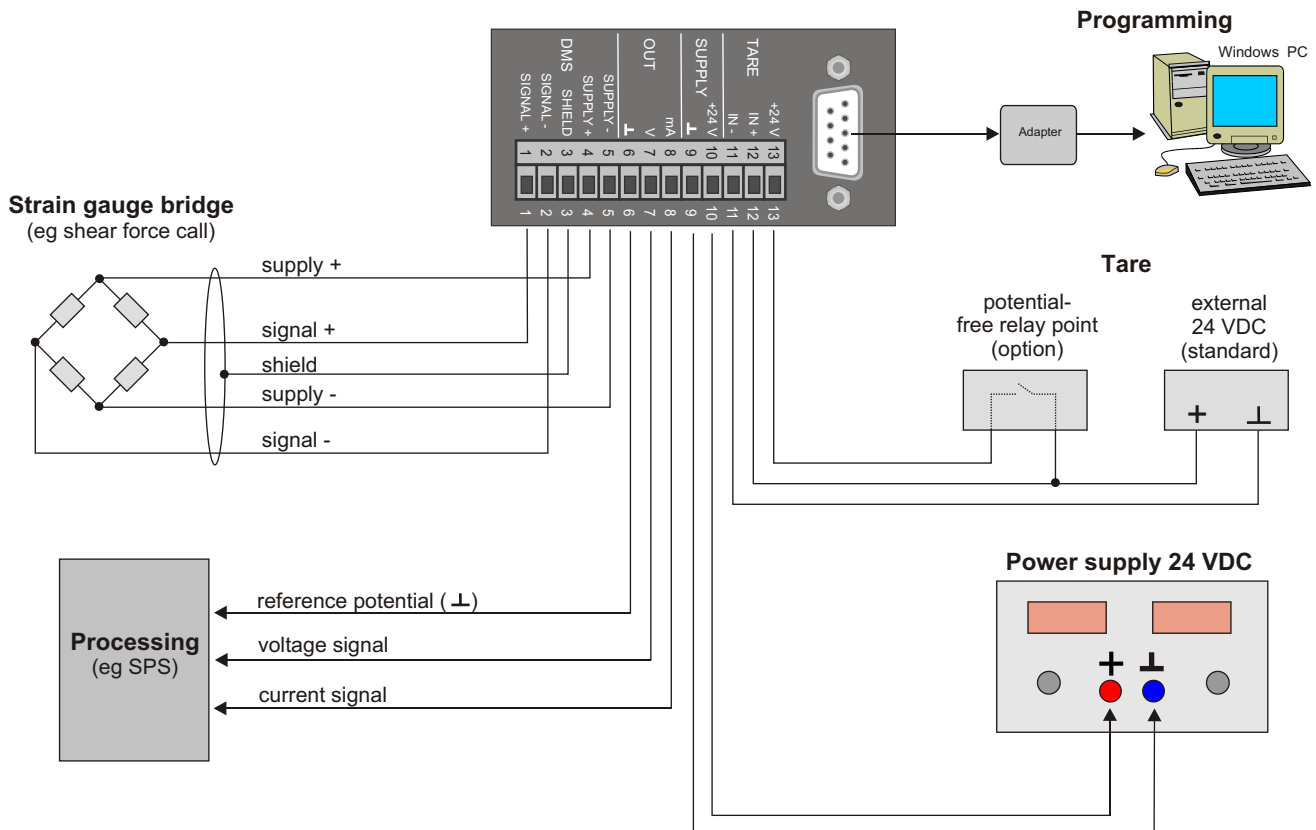 Programming
Windows PC
Adapter
TARE
SUPPLY
OUT
DMS
SIGNAL +
SIGNAL -
SHIELD
SUPPLY +
SUPPLY -
⊥
V
mA
⊥
+24 V
IN -
IN +
+24 V
1 2 3 4 5 6 7 8 9 10 11 12 13
1 2 3 4 5 6 7 8 9 10 11 12 13
Strain gauge bridge
(eg shear force call)
supply +
signal +
shield
supply -
signal -
Tare
potential-
free relay point
(option)
external
24 VDC
(standard)
+ ⊥
Processing
(eg SPS)
reference potential (⊥)
voltage signal
current signal
Power supply 24 VDC
+ ⊥